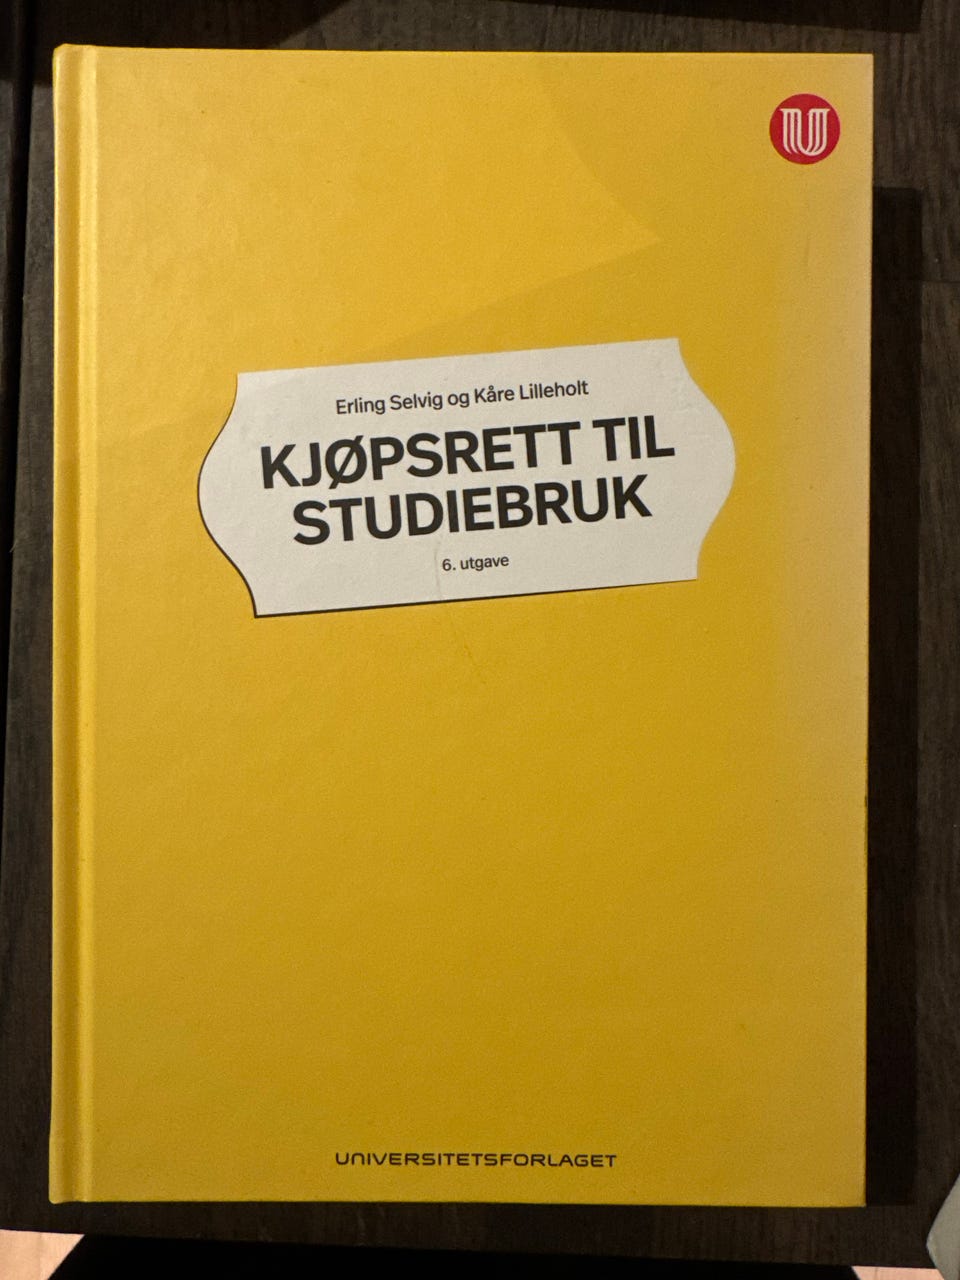 U
Erling Selvig og Kåre Lilleholt
KJØPSRETT TIL
STUDIEBRUK
6. utgave
UNIVERSITETSFORLAGET